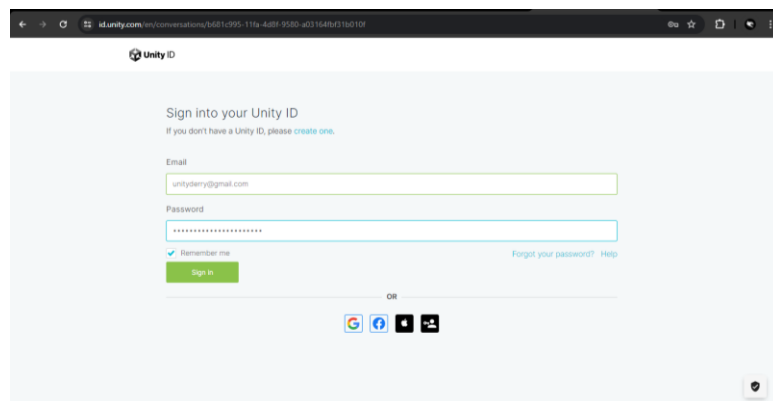 id.unity.com/en/conversations/b681c995-11fa-4d8f-9580-a03164fbf31b010f
Unity ID
Sign into your Unity ID
If you don't have a Unity ID, please create one.
Email
unityderry@gmail.com
Password
••••••••••••••••••••••
Remember me
Forgot your password? Help
Sign in
OR